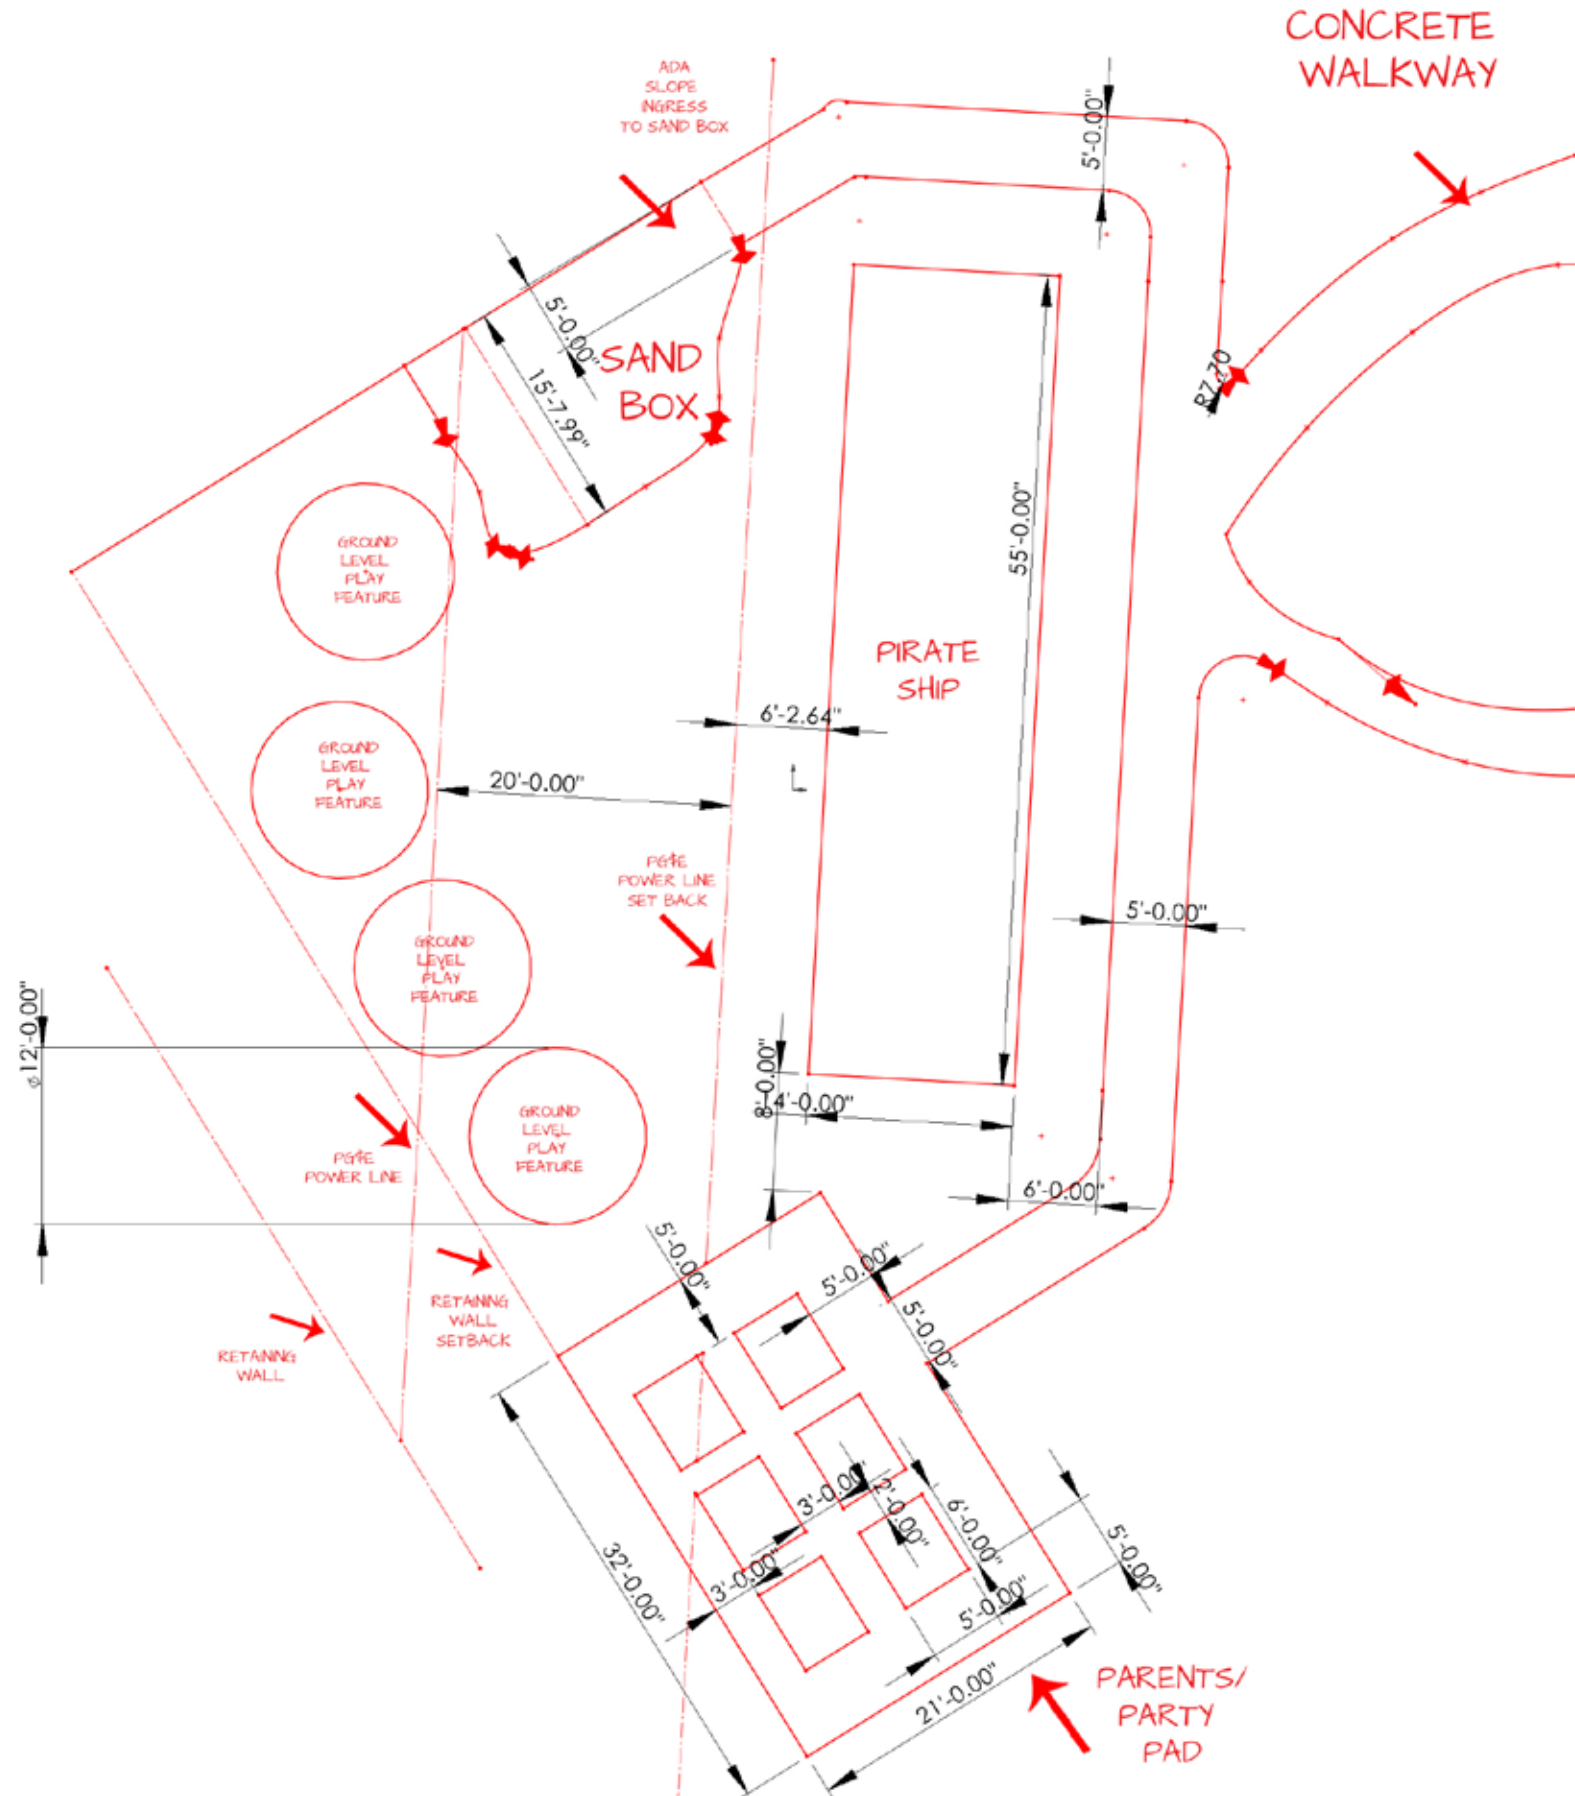 CONCRETE
WALKWAY
ADA
SLOPE
INGRESS
TO SAND BOX
5'-0.00"
5'-0.00"
SAND
BOX
15'-7.99"
R7.70
GROUND
LEVEL
PLAY
FEATURE
55'-0.00"
PIRATE
SHIP
6'-2.64"
GROUND
LEVEL
PLAY
FEATURE
20'-0.00"
PG&E
POWER LINE
SET BACK
5'-0.00"
GROUND
LEVEL
PLAY
FEATURE
⌀12'-0.00"
8'-0.00"
14'-0.00"
GROUND
LEVEL
PLAY
FEATURE
PG&E
POWER LINE
6'-0.00"
5'-0.00"
5'-0.00"
5'-0.00"
RETAINING
WALL
SETBACK
RETAINING
WALL
3'-0.00"
2'-0.00"
6'-0.00"
5'-0.00"
32'-0.00"
3'-0.00"
5'-0.00"
21'-0.00"
PARENTS/
PARTY
PAD